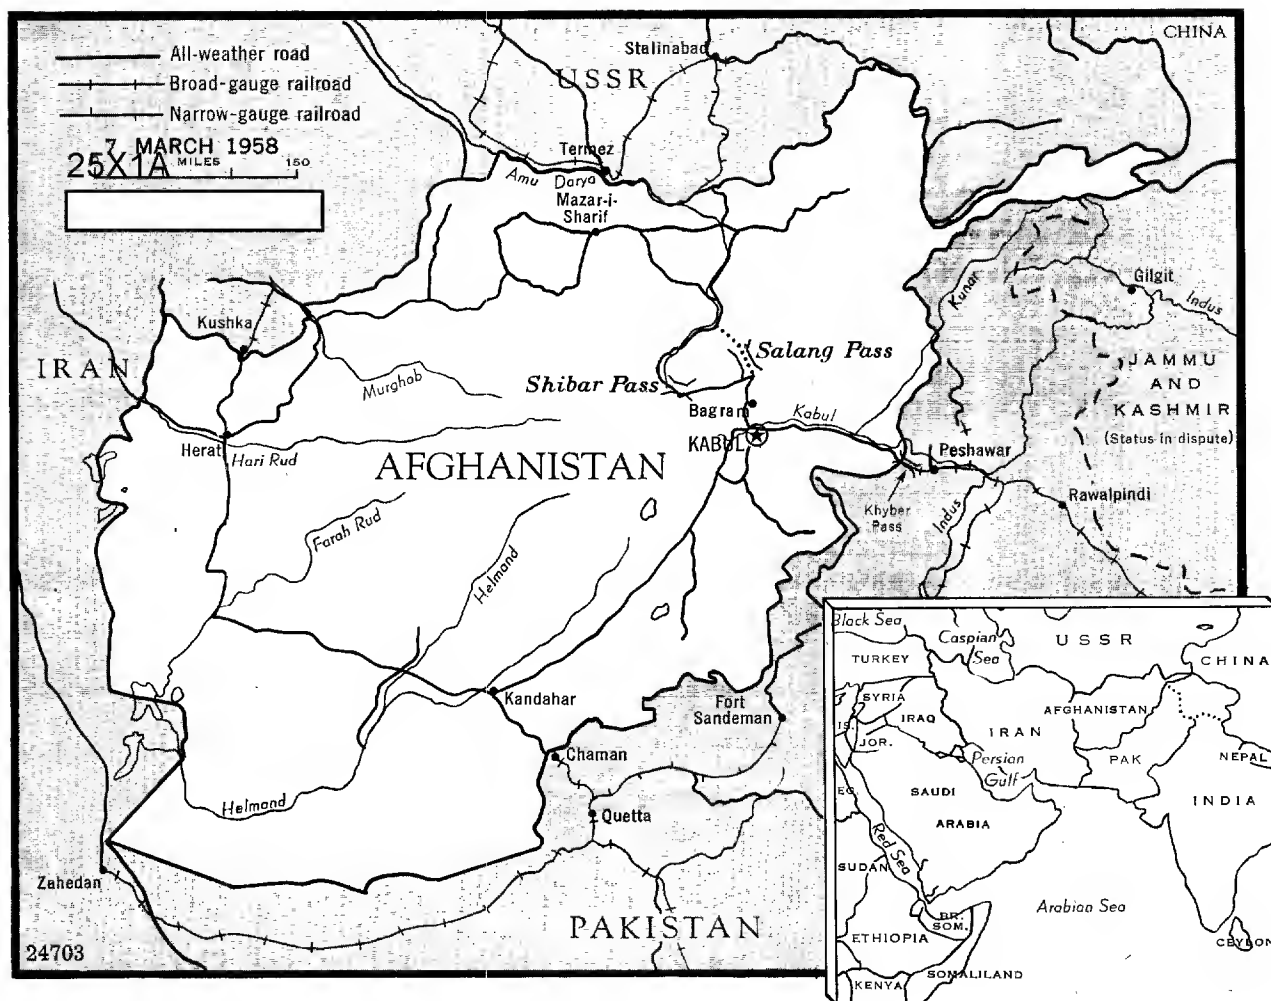 CHINA
All-weather road
Broad-gauge railroad
Narrow-gauge railroad
7 MARCH 1958
25X1A
MILES
150
Stalinabad
USSR
Termez
Amu Darya
Mazar-i-
Sharif
Kushka
IRAN
Murghab
Shibar Pass
Salang Pass
Kunar
Gilgit
Indus
JAMMU
AND
KASHMIR
(Status in dispute)
Bagram
Kabul
KABUL
Herat
Hari Rud
AFGHANISTAN
Peshawar
Khyber
Pass
Indus
Rawalpindi
Farah Rud
Helmand
Kandahar
Fort
Sandeman
Chaman
Helmand
Quetta
Zahedan
PAKISTAN
24703
Black Sea
Caspian
Sea
USSR
TURKEY
CHINA
SYRIA
IS.
IRAQ
IRAN
AFGHANISTAN
JOR.
Persian
Gulf
PAK
NEPAL
EG.
SAUDI
ARABIA
INDIA
Red Sea
SUDAN
Arabian Sea
BR.
SOM.
ETHIOPIA
CEYLON
SOMALILAND
KENYA